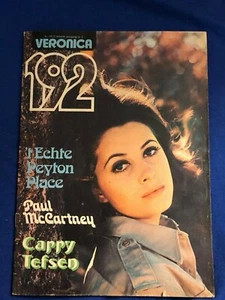 VERONICA
192
't Echte
Peyton
Place
Paul
McCartney
Cappy
Tefsen